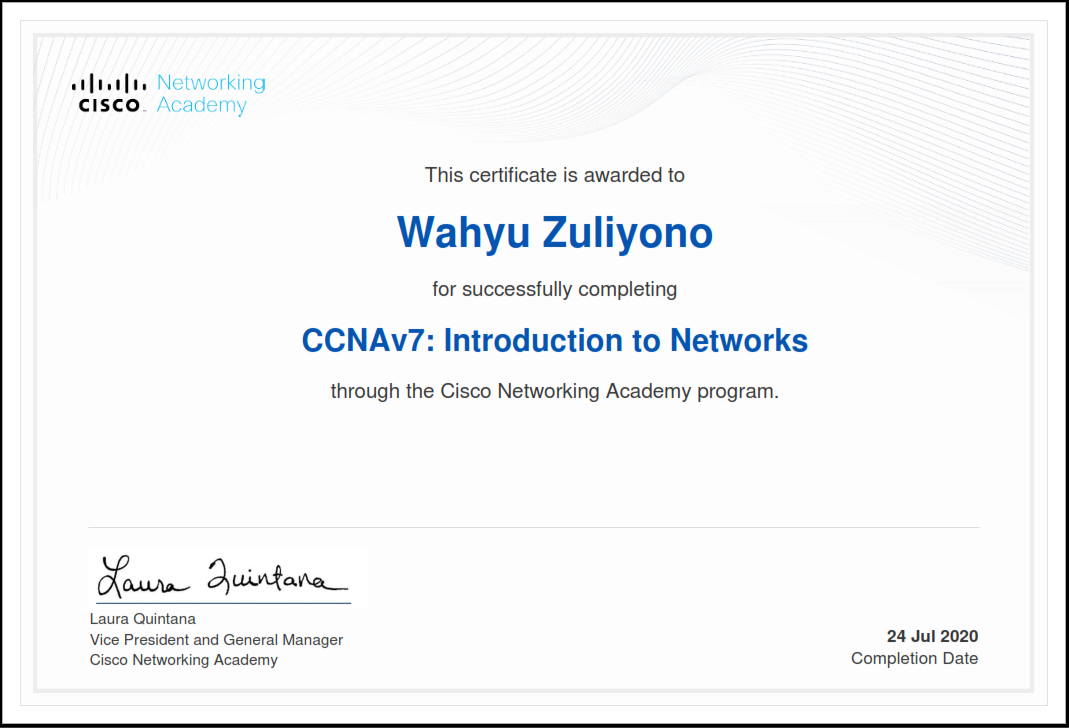 CISCO Networking
Academy
This certificate is awarded to
Wahyu Zuliyono
for successfully completing
CCNAv7: Introduction to Networks
through the Cisco Networking Academy program.
Laura Quintana
Laura Quintana
Vice President and General Manager
Cisco Networking Academy
24 Jul 2020
Completion Date